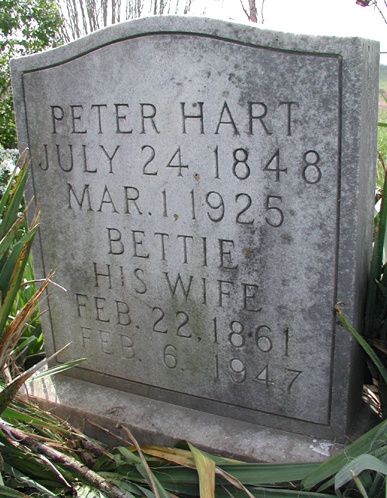 PETER HART
JULY 24, 1848
MAR. 1, 1925
BETTIE
HIS WIFE
FEB. 22, 1861
FEB. 6, 1947